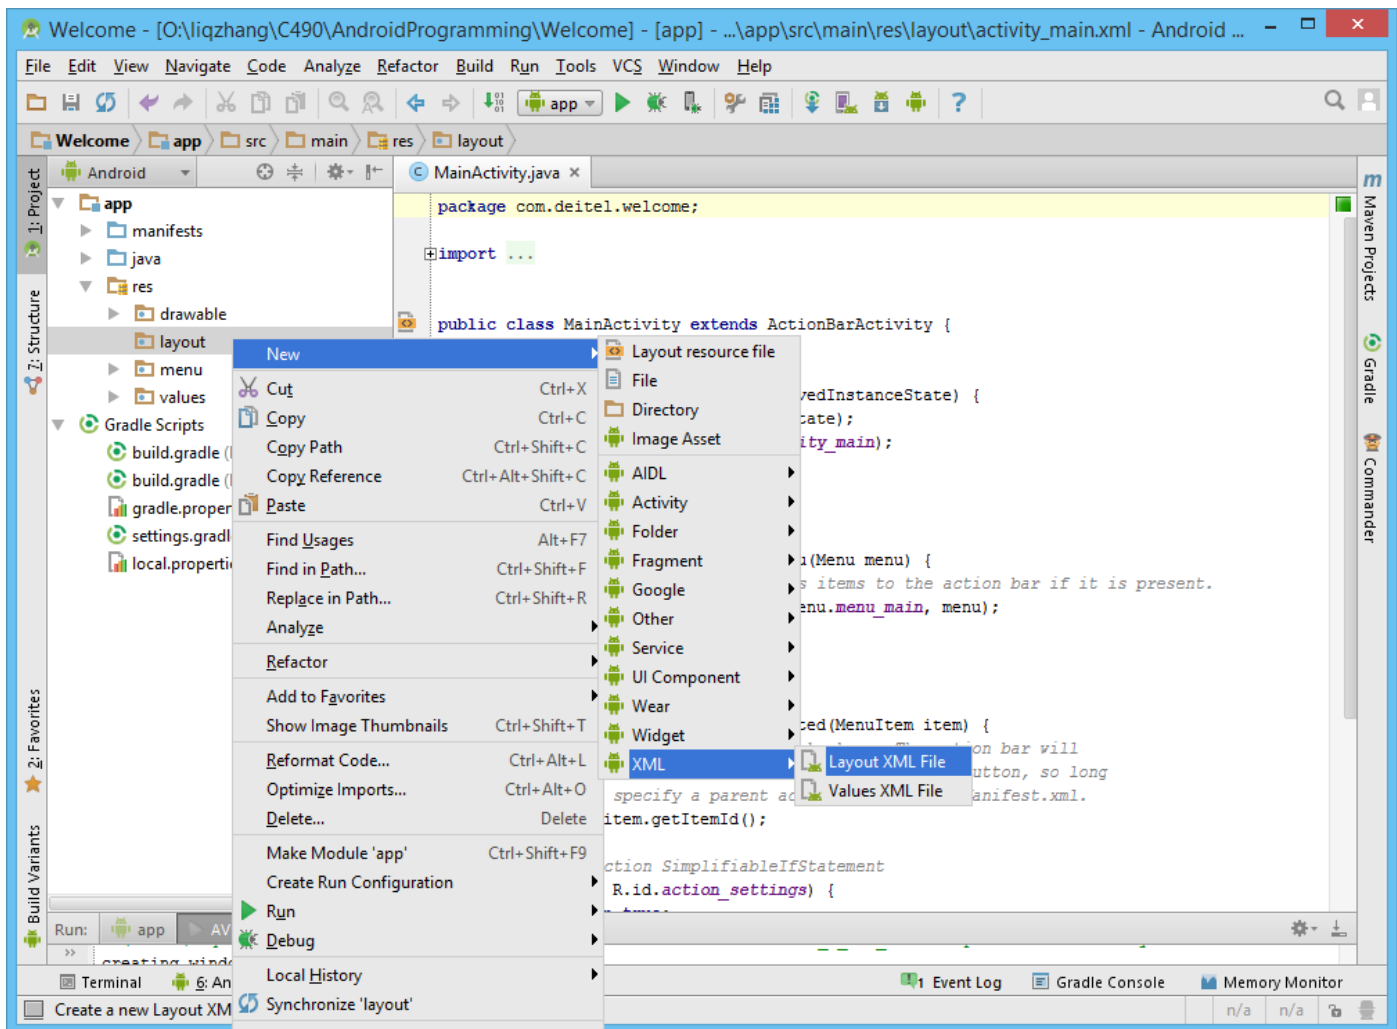 Welcome - [O:\liqzhang\C490\AndroidProgramming\Welcome] - [app] - ...\app\src\main\res\layout\activity_main.xml - Android ...
File Edit View Navigate Code Analyze Refactor Build Run Tools VCS Window Help
app
Welcome app src main res layout
Android
MainActivity.java
1: Project
7: Structure
2: Favorites
Build Variants
app
manifests
java
res
drawable
layout
menu
values
Gradle Scripts
build.gradle
build.gradle
gradle.proper
settings.gradl
local.properti
package com.deitel.welcome;
import ...
public class MainActivity extends ActionBarActivity {
vedInstanceState) {
tate);
ity_main);
u(Menu menu) {
s items to the action bar if it is present.
enu.menu_main, menu);
ted(MenuItem item) {
on bar will
utton, so long
specify a parent ac
anifest.xml.
item.getItemId();
ction SimplifiableIfStatement
R.id.action_settings) {
New
Cut Ctrl+X
Copy Ctrl+C
Copy Path Ctrl+Shift+C
Copy Reference Ctrl+Alt+Shift+C
Paste Ctrl+V
Find Usages Alt+F7
Find in Path... Ctrl+Shift+F
Replace in Path... Ctrl+Shift+R
Analyze
Refactor
Add to Favorites
Show Image Thumbnails Ctrl+Shift+T
Reformat Code... Ctrl+Alt+L
Optimize Imports... Ctrl+Alt+O
Delete... Delete
Make Module 'app' Ctrl+Shift+F9
Create Run Configuration
Run
Debug
Local History
Synchronize 'layout'
Layout resource file
File
Directory
Image Asset
AIDL
Activity
Folder
Fragment
Google
Other
Service
UI Component
Wear
Widget
XML
Layout XML File
Values XML File
m Maven Projects
Gradle
Commander
Run: app AV
Terminal 6: An 1 Event Log Gradle Console Memory Monitor
Create a new Layout XM n/a n/a